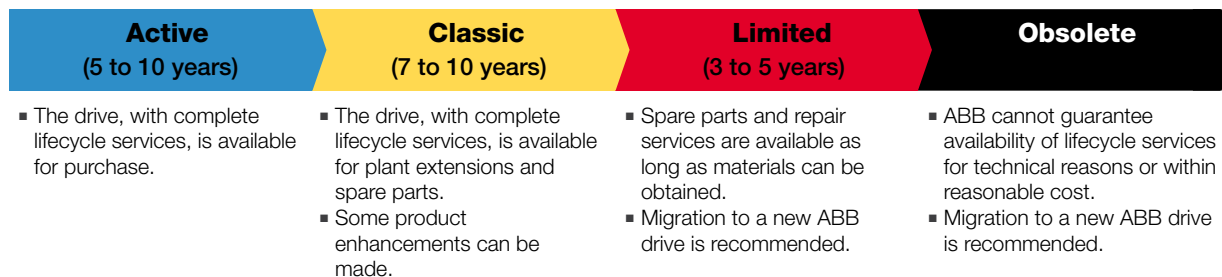 Active
(5 to 10 years)
Classic
(7 to 10 years)
Limited
(3 to 5 years)
Obsolete
▪ The drive, with complete
lifecycle services, is available
for purchase.
▪ The drive, with complete
lifecycle services, is available
for plant extensions and
spare parts.
▪ Some product
enhancements can be
made.
▪ Spare parts and repair
services are available as
long as materials can be
obtained.
▪ Migration to a new ABB
drive is recommended.
▪ ABB cannot guarantee
availability of lifecycle services
for technical reasons or within
reasonable cost.
▪ Migration to a new ABB drive
is recommended.